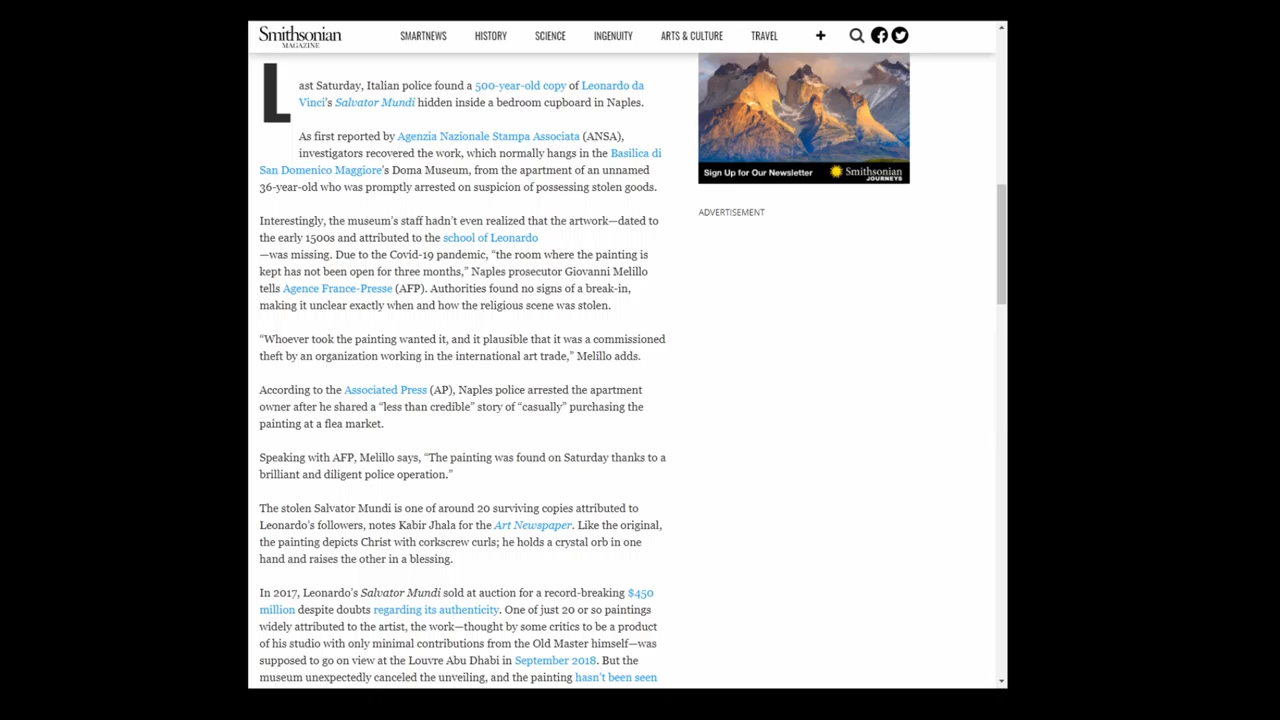 Smithsonian
MAGAZINE
SMARTNEWS
HISTORY
SCIENCE
INGENUITY
ARTS & CULTURE
TRAVEL
+
Last Saturday, Italian police found a 500-year-old copy of Leonardo da
Vinci's Salvator Mundi hidden inside a bedroom cupboard in Naples.
As first reported by Agenzia Nazionale Stampa Associata (ANSA),
investigators recovered the work, which normally hangs in the Basilica di
San Domenico Maggiore's Doma Museum, from the apartment of an unnamed
36-year-old who was promptly arrested on suspicion of possessing stolen goods.
Interestingly, the museum's staff hadn't even realized that the artwork—dated to
the early 1500s and attributed to the school of Leonardo
—was missing. Due to the Covid-19 pandemic, “the room where the painting is
kept has not been open for three months,” Naples prosecutor Giovanni Melillo
tells Agence France-Presse (AFP). Authorities found no signs of a break-in,
making it unclear exactly when and how the religious scene was stolen.
“Whoever took the painting wanted it, and it plausible that it was a commissioned
theft by an organization working in the international art trade,” Melillo adds.
According to the Associated Press (AP), Naples police arrested the apartment
owner after he shared a “less than credible” story of “casually” purchasing the
painting at a flea market.
Speaking with AFP, Melillo says, “The painting was found on Saturday thanks to a
brilliant and diligent police operation.”
The stolen Salvator Mundi is one of around 20 surviving copies attributed to
Leonardo's followers, notes Kabir Jhala for the Art Newspaper. Like the original,
the painting depicts Christ with corkscrew curls; he holds a crystal orb in one
hand and raises the other in a blessing.
In 2017, Leonardo's Salvator Mundi sold at auction for a record-breaking $450
million despite doubts regarding its authenticity. One of just 20 or so paintings
widely attributed to the artist, the work—thought by some critics to be a product
of his studio with only minimal contributions from the Old Master himself—was
supposed to go on view at the Louvre Abu Dhabi in September 2018. But the
museum unexpectedly canceled the unveiling, and the painting hasn't been seen
Sign Up for Our Newsletter
Smithsonian
JOURNEYS
ADVERTISEMENT